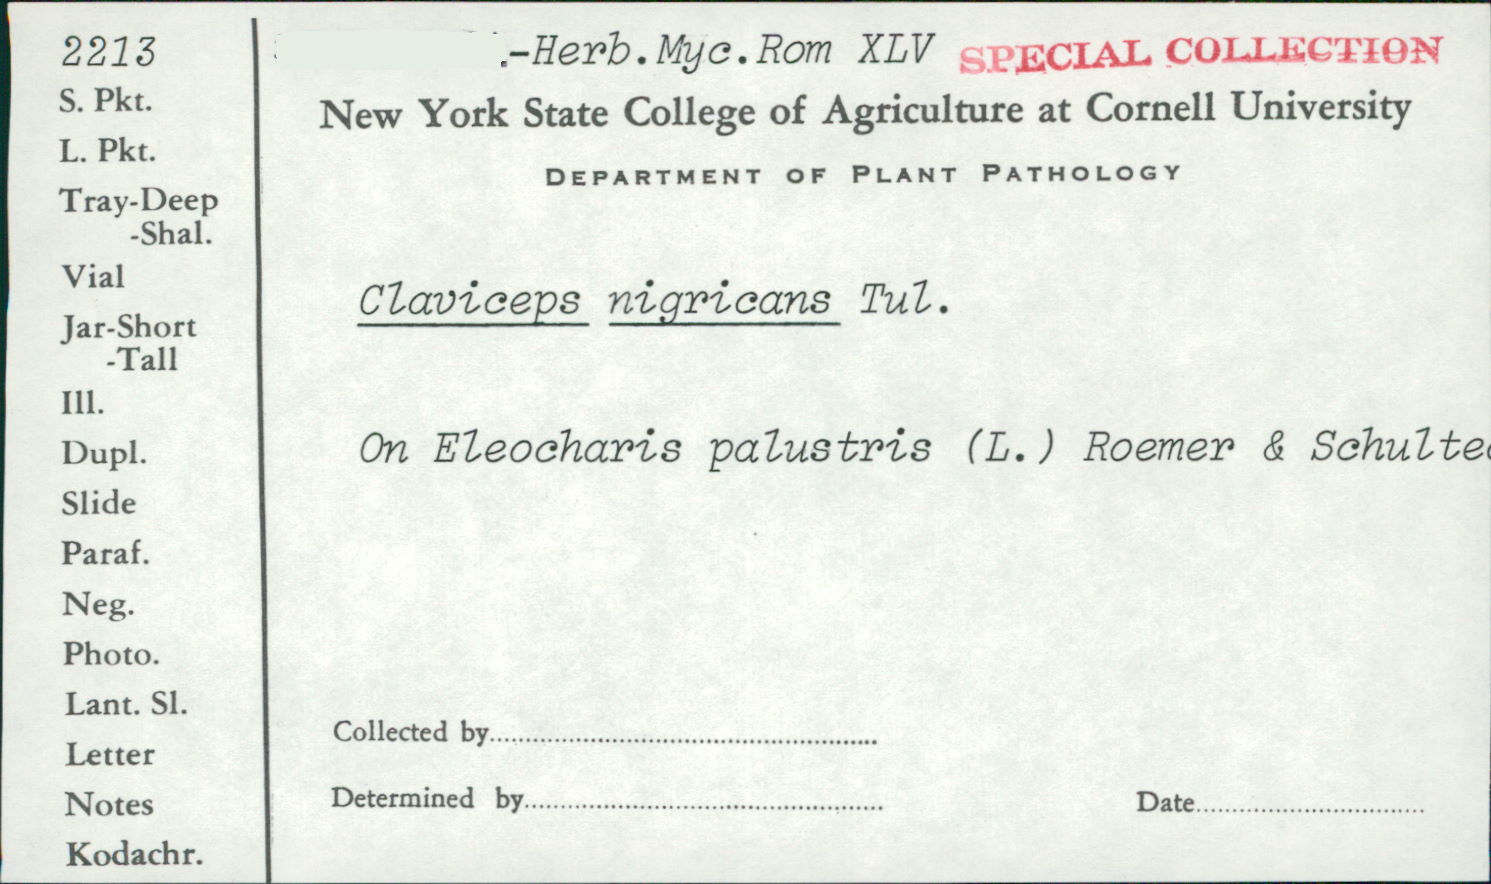 2213
.-Herb.Myc.Rom XLV
SPECIAL COLLECTION
New York State College of Agriculture at Cornell University
DEPARTMENT OF PLANT PATHOLOGY
S. Pkt.
L. Pkt.
Tray-Deep
-Shal.
Vial
Jar-Short
-Tall
Ill.
Dupl.
Slide
Paraf.
Neg.
Photo.
Lant. Sl.
Letter
Notes
Kodachr.
Claviceps nigricans Tul.
On Eleocharis palustris (L.) Roemer & Schulte
Collected by
Determined by
Date